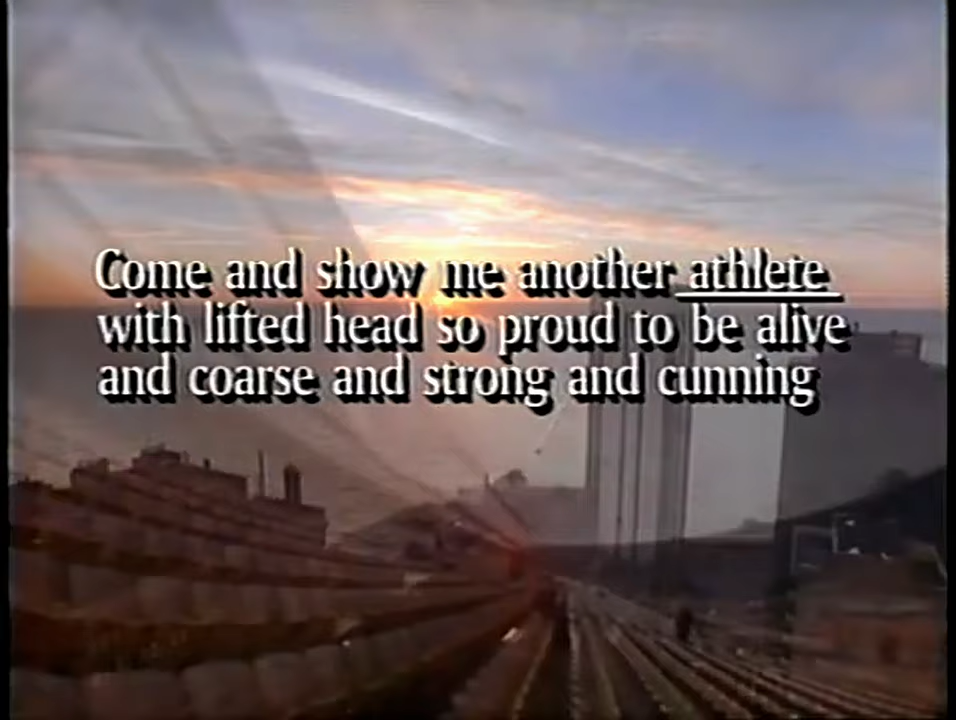 Come and show me another athlete
with lifted head so proud to be alive
and coarse and strong and cunning